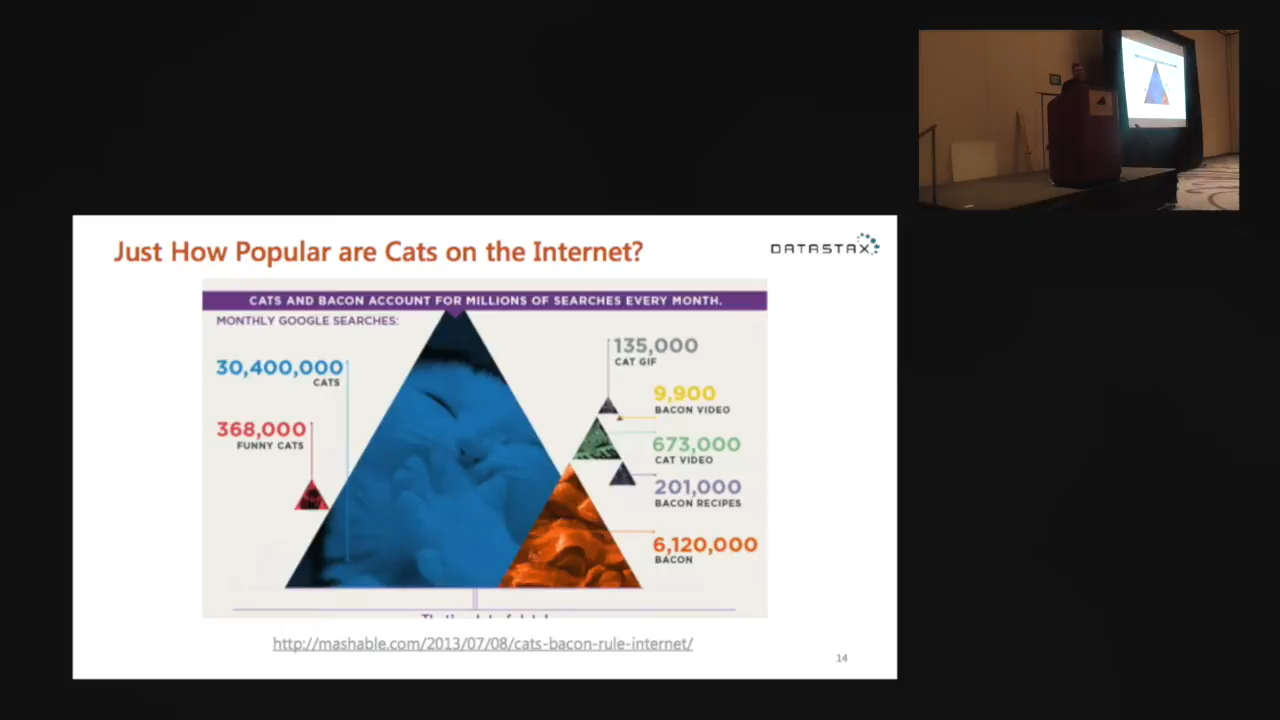 Just How Popular are Cats on the Internet?
DATASTAX
CATS AND BACON ACCOUNT FOR MILLIONS OF SEARCHES EVERY MONTH.
MONTHLY GOOGLE SEARCHES:
30,400,000
CATS
368,000
FUNNY CATS
135,000
CAT GIF
9,900
BACON VIDEO
673,000
CAT VIDEO
201,000
BACON RECIPES
6,120,000
BACON
http://mashable.com/2013/07/08/cats-bacon-rule-internet/
14